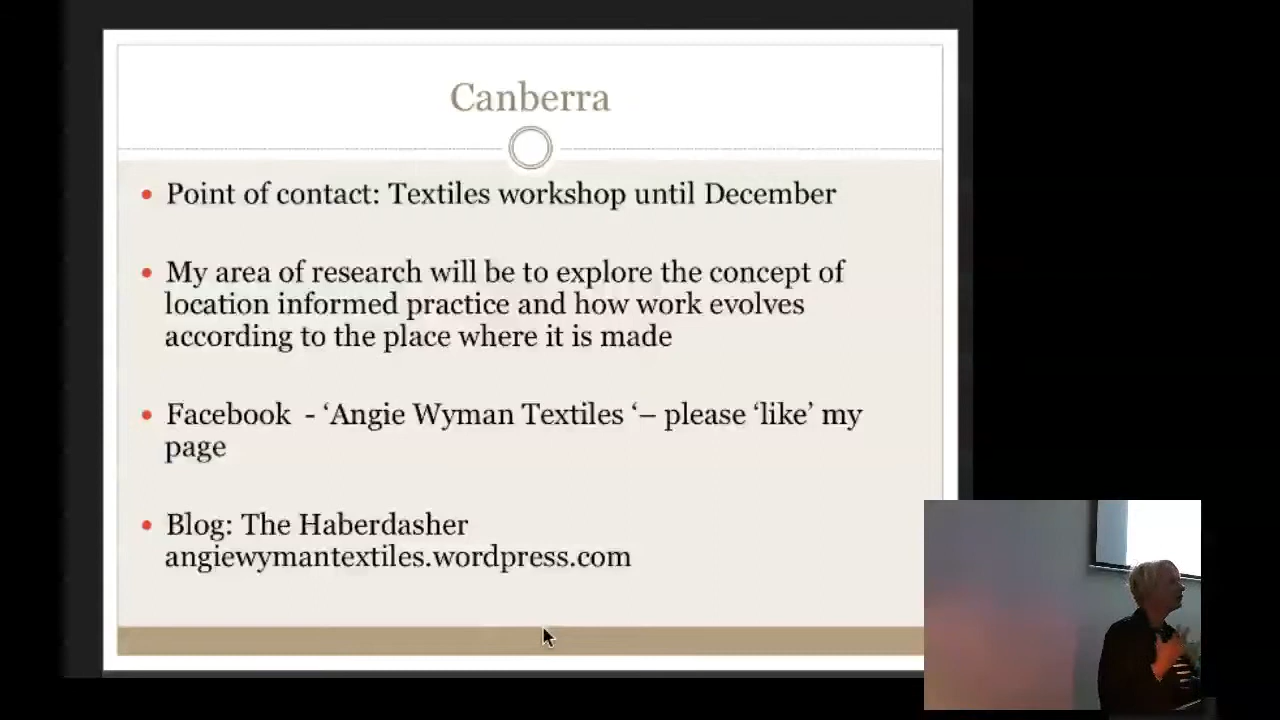 Canberra
Point of contact: Textiles workshop until December
My area of research will be to explore the concept of
location informed practice and how work evolves
according to the place where it is made
Facebook  - ‘Angie Wyman Textiles ‘– please ‘like’ my
page
Blog: The Haberdasher
angiewymantextiles.wordpress.com